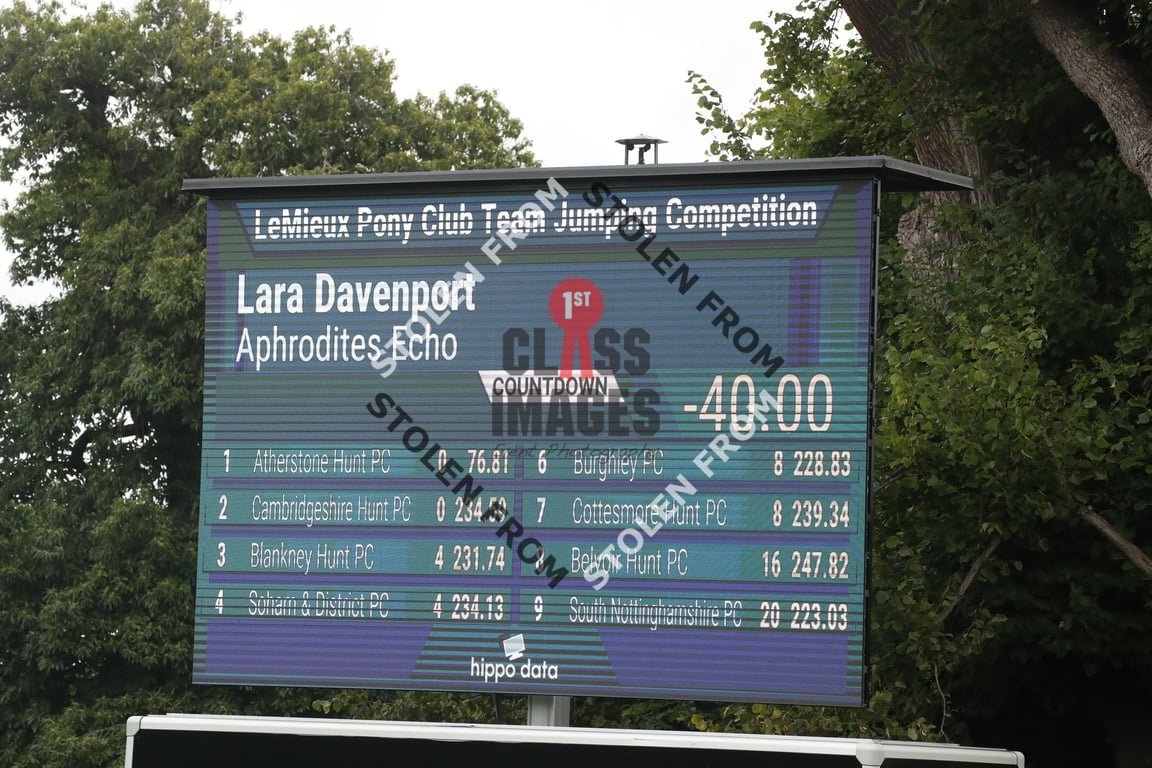 LeMieux Pony Club Team Jumping Competition
Lara Davenport
Aphrodites Echo
1ST
CLASS
COUNTDOWN
IMAGES
Event Photography
-40.00
1 Atherstone Hunt PC 0 76.81
2 Cambridgeshire Hunt PC 0
3 Blankney Hunt PC 4 231.74
4 Soham & District PC 4 234.13
6 Burghley PC 8 228.83
7 Cottesmore Hunt PC 8 239.34
8 Belvoir Hunt PC 16 247.82
9 South Nottinghamshire PC 20 223.03
hippo data
STOLEN FROM
STOLEN FROM
STOLEN FROM
STOLEN FROM